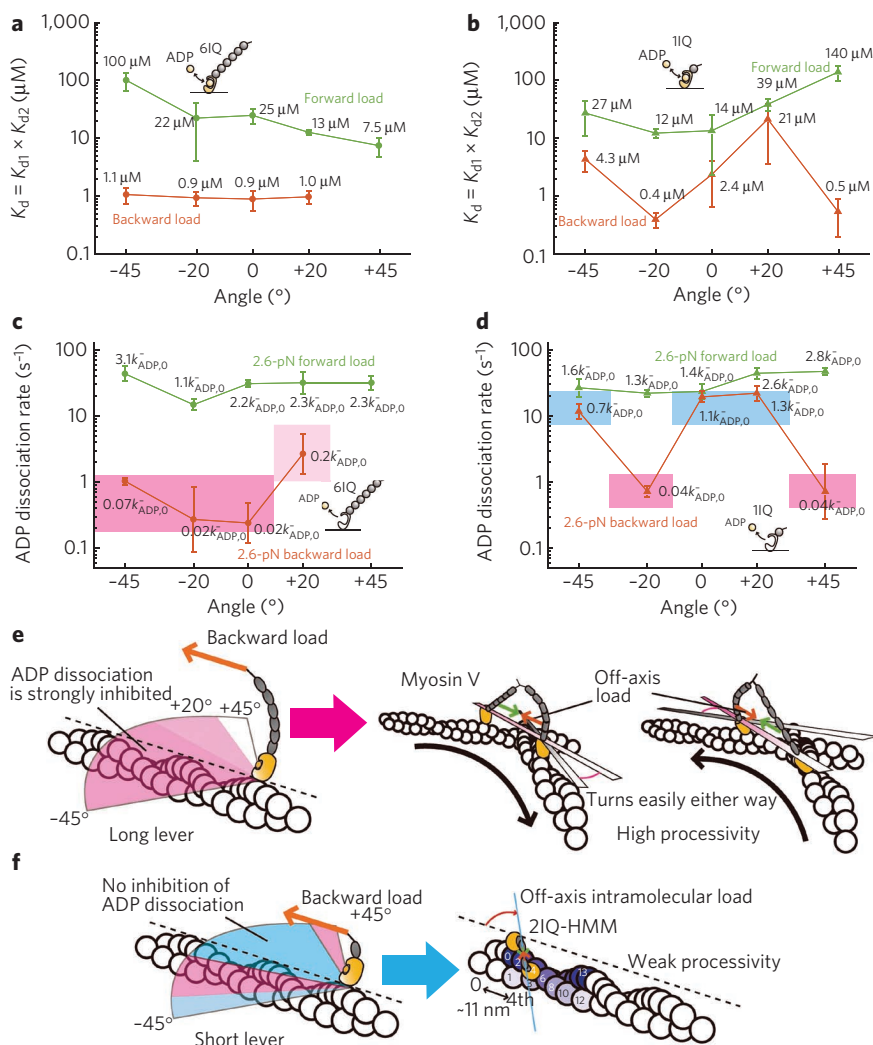 a
1,000
100
10
1
0.1
Kd = Kd1 × Kd2 (μM)
100 μM
ADP
6IQ
Forward load
22 μM
25 μM
13 μM
7.5 μM
1.1 μM
0.9 μM
0.9 μM
1.0 μM
Backward load
−45
−20
0
+20
+45
Angle (°)
b
1,000
100
10
1
0.1
Kd = Kd1 × Kd2 (μM)
ADP
1IQ
140 μM
Forward load
39 μM
27 μM
12 μM
14 μM
21 μM
4.3 μM
0.4 μM
2.4 μM
0.5 μM
Backward load
−45
−20
0
+20
+45
Angle (°)
c
100
10
1
0.1
ADP dissociation rate (s⁻¹)
3.1k⁻ADP,0
2.6-pN forward load
1.1k⁻ADP,0
2.2k⁻ADP,0
2.3k⁻ADP,0
2.3k⁻ADP,0
0.2k⁻ADP,0
6IQ
ADP
0.07k⁻ADP,0
0.02k⁻ADP,0
0.02k⁻ADP,0
2.6-pN backward load
−45
−20
0
+20
+45
Angle (°)
d
100
10
1
0.1
ADP dissociation rate (s⁻¹)
2.6-pN forward load
2.8k⁻ADP,0
1.6k⁻ADP,0
1.3k⁻ADP,0
1.4k⁻ADP,0
2.6k⁻ADP,0
0.7k⁻ADP,0
1.1k⁻ADP,0
1.3k⁻ADP,0
0.04k⁻ADP,0
0.04k⁻ADP,0
2.6-pN backward load
1IQ
ADP
−45
−20
0
+20
+45
Angle (°)
e
Backward load
ADP dissociation
is strongly inhibited
+20°
+45°
−45°
Long lever
Myosin V
Off-axis
load
Turns easily either way
High processivity
f
No inhibition of
ADP dissociation
Backward load
+45°
−45°
Short lever
Off-axis intramolecular load
2IQ-HMM
Weak processivity
0
2
4
6
8
10
12
13
1
3
0
4th
~11 nm